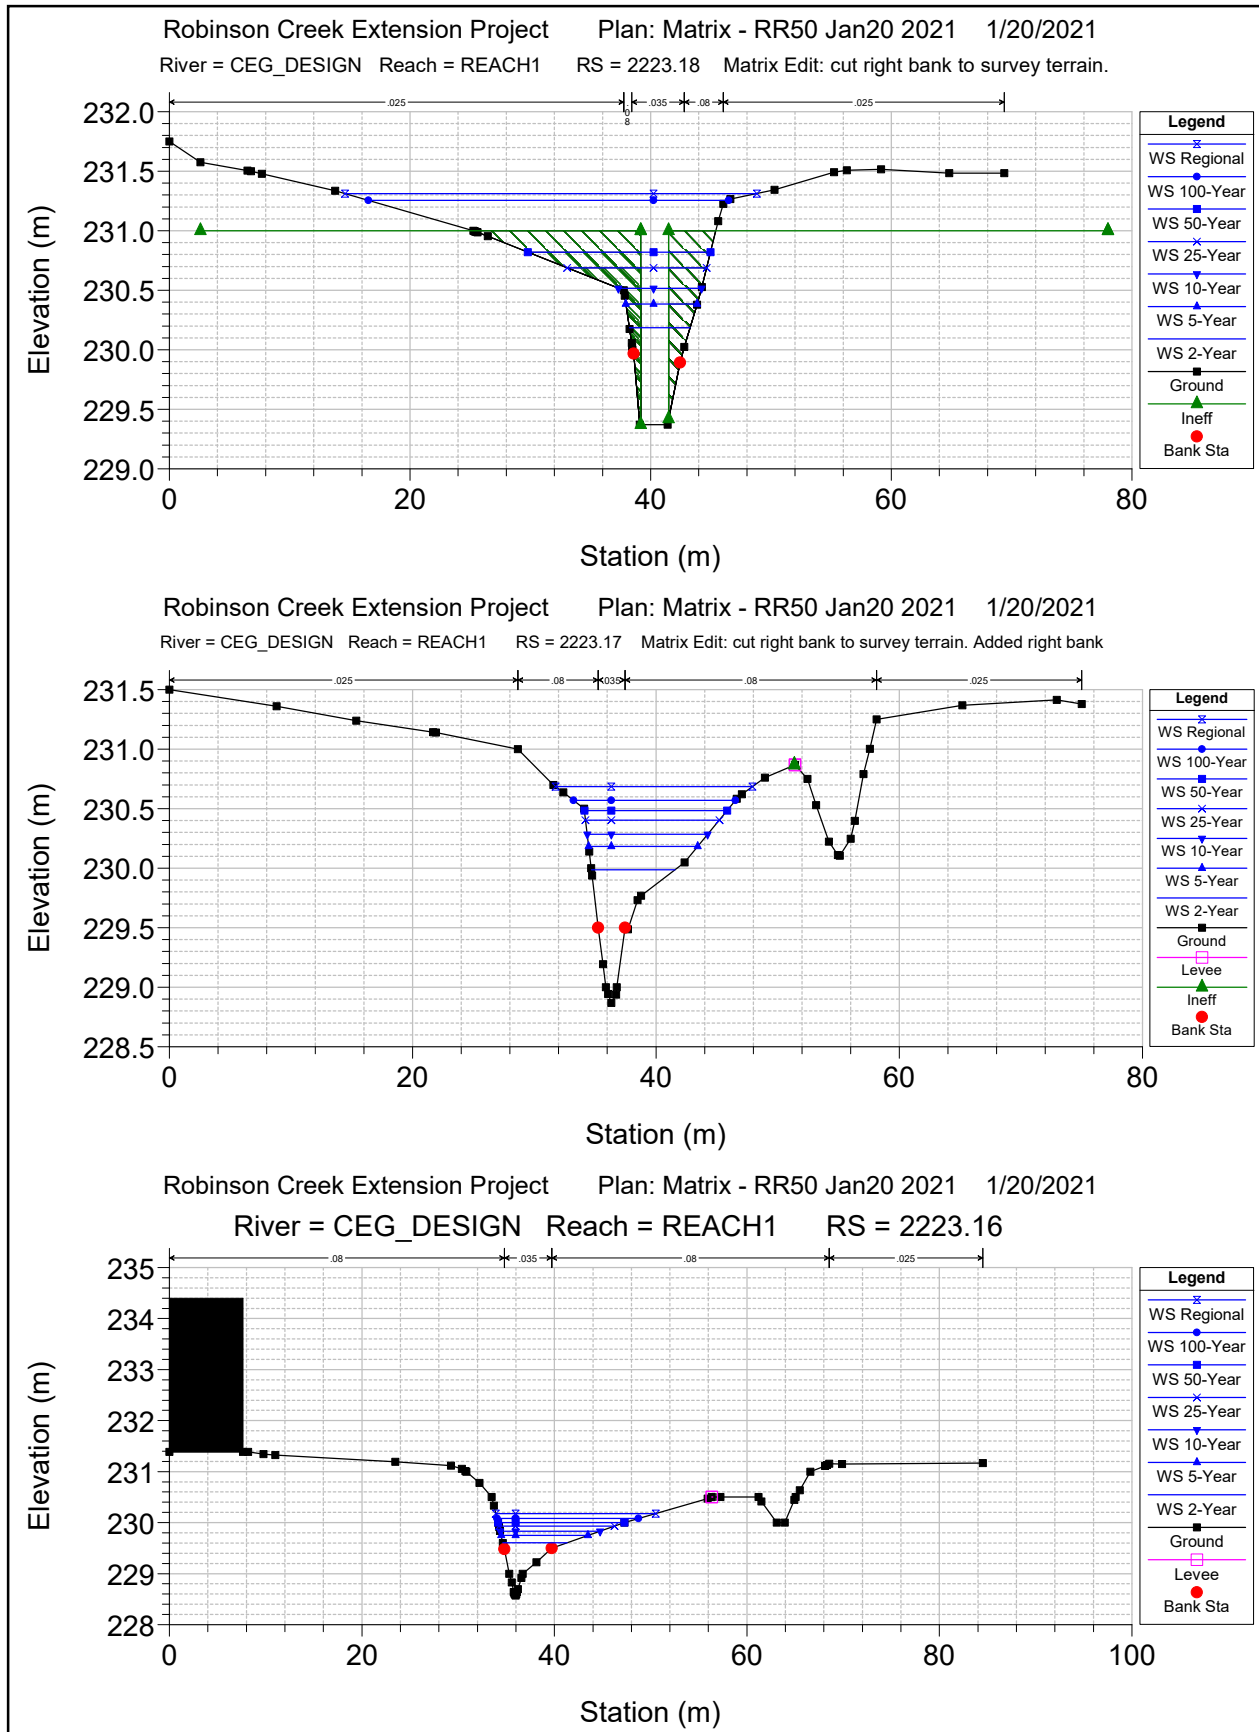 Robinson Creek Extension Project Plan: Matrix - RR50 Jan20 2021 1/20/2021
River = CEG_DESIGN Reach = REACH1 RS = 2223.18 Matrix Edit: cut right bank to survey terrain.
.025 .08 .035 .08 .025
232.0
231.5
231.0
230.5
230.0
229.5
229.0
Elevation (m)
0 20 40 60 80
Station (m)
Legend
WS Regional
WS 100-Year
WS 50-Year
WS 25-Year
WS 10-Year
WS 5-Year
WS 2-Year
Ground
Ineff
Bank Sta
Robinson Creek Extension Project Plan: Matrix - RR50 Jan20 2021 1/20/2021
River = CEG_DESIGN Reach = REACH1 RS = 2223.17 Matrix Edit: cut right bank to survey terrain. Added right bank
.025 .08 .035 .08 .025
231.5
231.0
230.5
230.0
229.5
229.0
228.5
Elevation (m)
0 20 40 60 80
Station (m)
Legend
WS Regional
WS 100-Year
WS 50-Year
WS 25-Year
WS 10-Year
WS 5-Year
WS 2-Year
Ground
Levee
Ineff
Bank Sta
Robinson Creek Extension Project Plan: Matrix - RR50 Jan20 2021 1/20/2021
River = CEG_DESIGN Reach = REACH1 RS = 2223.16
.08 .035 .08 .025
235
234
233
232
231
230
229
228
Elevation (m)
0 20 40 60 80 100
Station (m)
Legend
WS Regional
WS 100-Year
WS 50-Year
WS 25-Year
WS 10-Year
WS 5-Year
WS 2-Year
Ground
Levee
Bank Sta